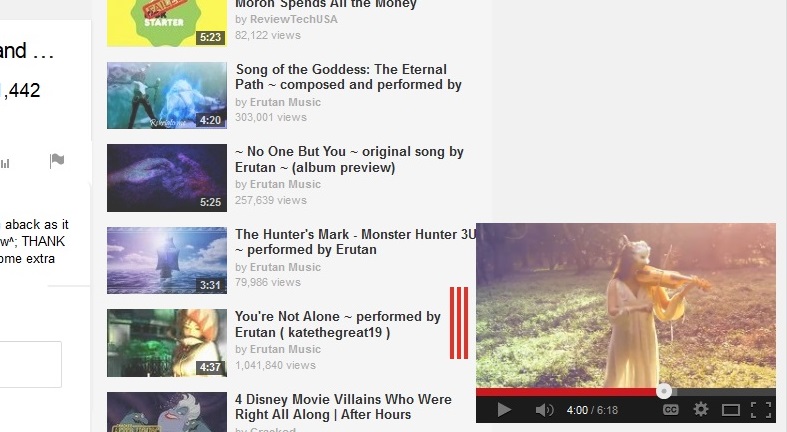 Moron Spends All the Money
by ReviewTechUSA
82,122 views
FAILED
KICK
STARTER
5:23
and ...
1,442
aback as it
w^; THANK
ome extra
Song of the Goddess: The Eternal
Path ~ composed and performed by
by Erutan Music
303,001 views
4:20
~ No One But You ~ original song by
Erutan ~ (album preview)
by Erutan Music
257,639 views
5:25
The Hunter's Mark - Monster Hunter 3U
~ performed by Erutan
by Erutan Music
79,986 views
3:31
You're Not Alone ~ performed by
Erutan ( katethegreat19 )
by Erutan Music
1,041,840 views
4:37
4 Disney Movie Villains Who Were
Right All Along | After Hours
by Cracked
4:00 / 6:18
CC